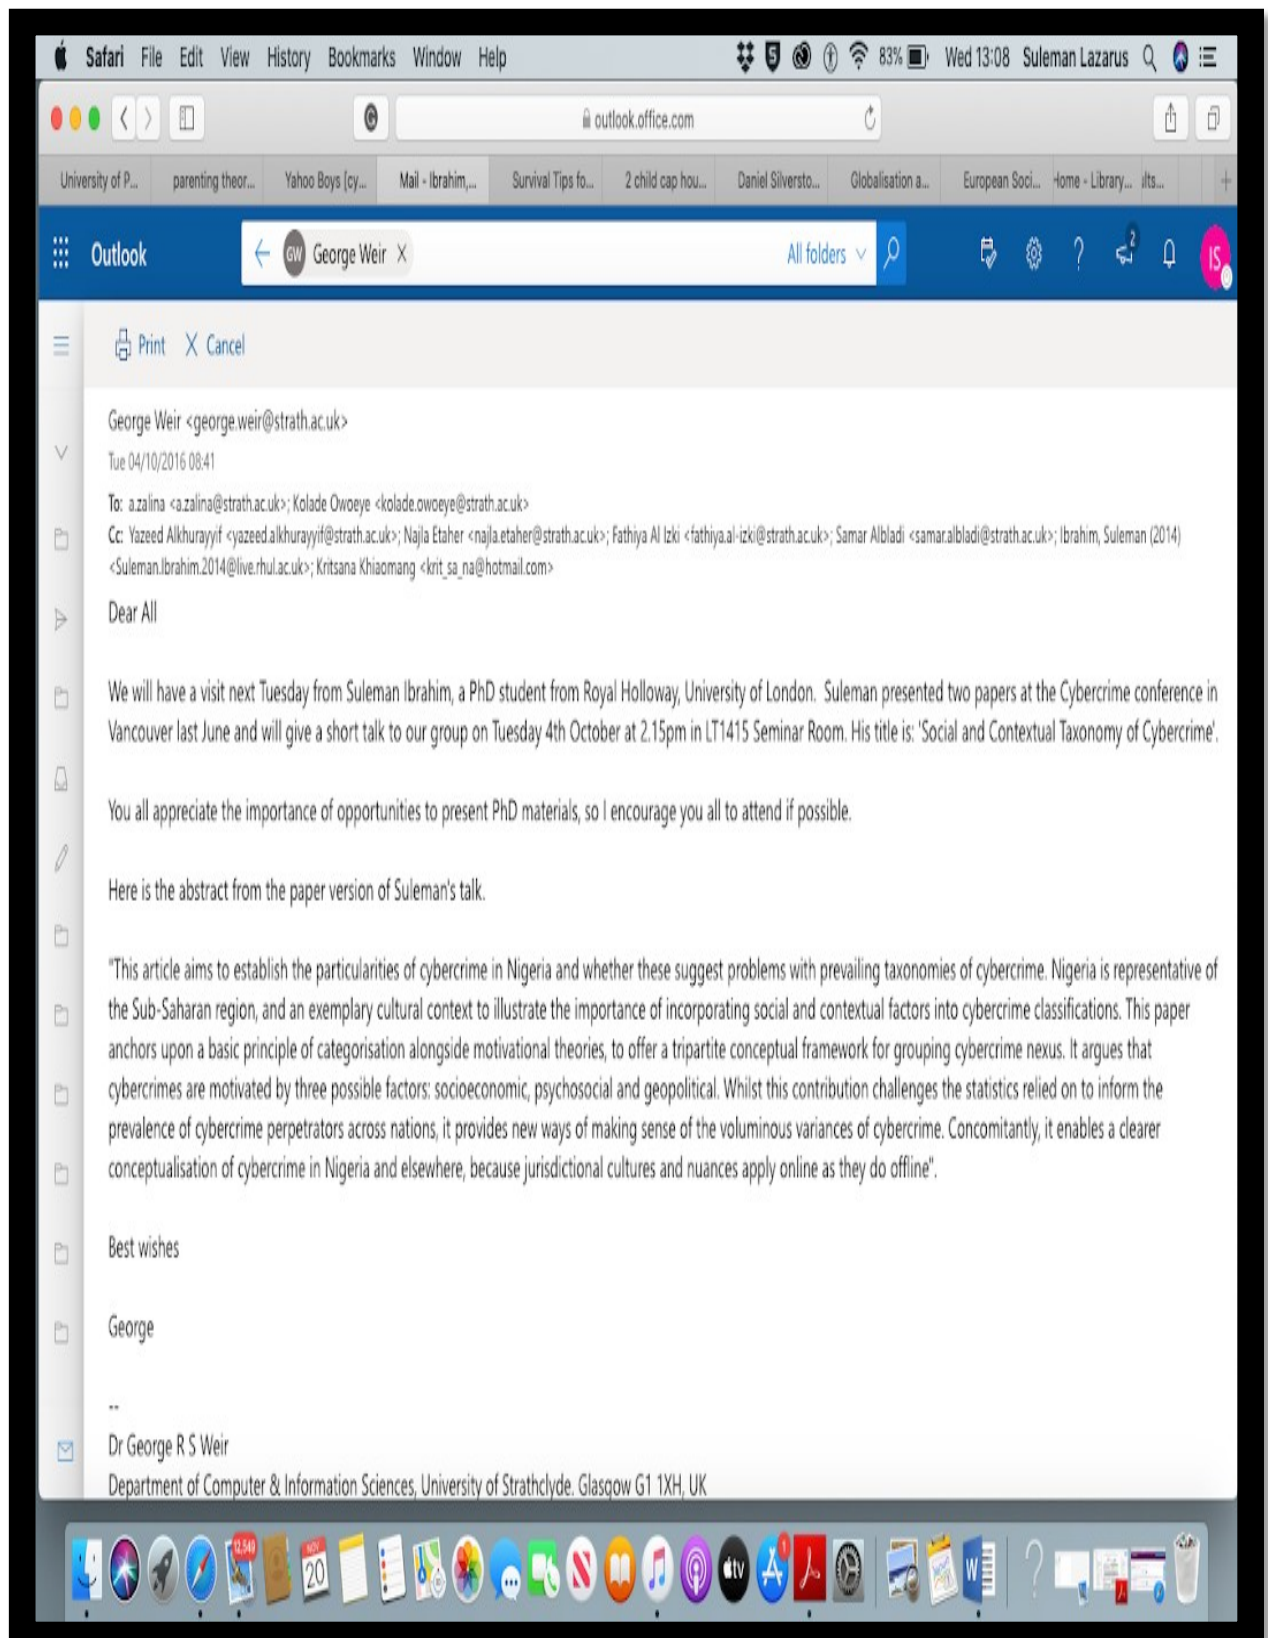 Safari File Edit View History Bookmarks Window Help 83% Wed 13:08 Suleman Lazarus
outlook.office.com
University of P... parenting theor... Yahoo Boys [cy... Mail - Ibrahim,... Survival Tips fo... 2 child cap hou... Daniel Silversto... Globalisation a... European Soci... Home - Library... ults...
Outlook GW George Weir All folders 2 IS
Print Cancel
George Weir <george.weir@strath.ac.uk>
Tue 04/10/2016 08:41
To: a.zalina <a.zalina@strath.ac.uk>; Kolade Owoeye <kolade.owoeye@strath.ac.uk>
Cc: Yazeed Alkhurayyif <yazeed.alkhurayyif@strath.ac.uk>; Najla Etaher <najla.etaher@strath.ac.uk>; Fathiya Al Izki <fathiya.al-izki@strath.ac.uk>; Samar Albladi <samar.albladi@strath.ac.uk>; Ibrahim, Suleman (2014)
<Suleman.Ibrahim.2014@live.rhul.ac.uk>; Kritsana Khiaomang <krit_sa_na@hotmail.com>
Dear All
We will have a visit next Tuesday from Suleman Ibrahim, a PhD student from Royal Holloway, University of London. Suleman presented two papers at the Cybercrime conference in
Vancouver last June and will give a short talk to our group on Tuesday 4th October at 2.15pm in LT1415 Seminar Room. His title is: 'Social and Contextual Taxonomy of Cybercrime'.
You all appreciate the importance of opportunities to present PhD materials, so I encourage you all to attend if possible.
Here is the abstract from the paper version of Suleman's talk.
"This article aims to establish the particularities of cybercrime in Nigeria and whether these suggest problems with prevailing taxonomies of cybercrime. Nigeria is representative of
the Sub-Saharan region, and an exemplary cultural context to illustrate the importance of incorporating social and contextual factors into cybercrime classifications. This paper
anchors upon a basic principle of categorisation alongside motivational theories, to offer a tripartite conceptual framework for grouping cybercrime nexus. It argues that
cybercrimes are motivated by three possible factors: socioeconomic, psychosocial and geopolitical. Whilst this contribution challenges the statistics relied on to inform the
prevalence of cybercrime perpetrators across nations, it provides new ways of making sense of the voluminous variances of cybercrime. Concomitantly, it enables a clearer
conceptualisation of cybercrime in Nigeria and elsewhere, because jurisdictional cultures and nuances apply online as they do offline".
Best wishes
George
--
Dr George R S Weir
Department of Computer & Information Sciences, University of Strathclyde. Glasgow G1 1XH, UK
12,549 NOV 20 tv 1 W